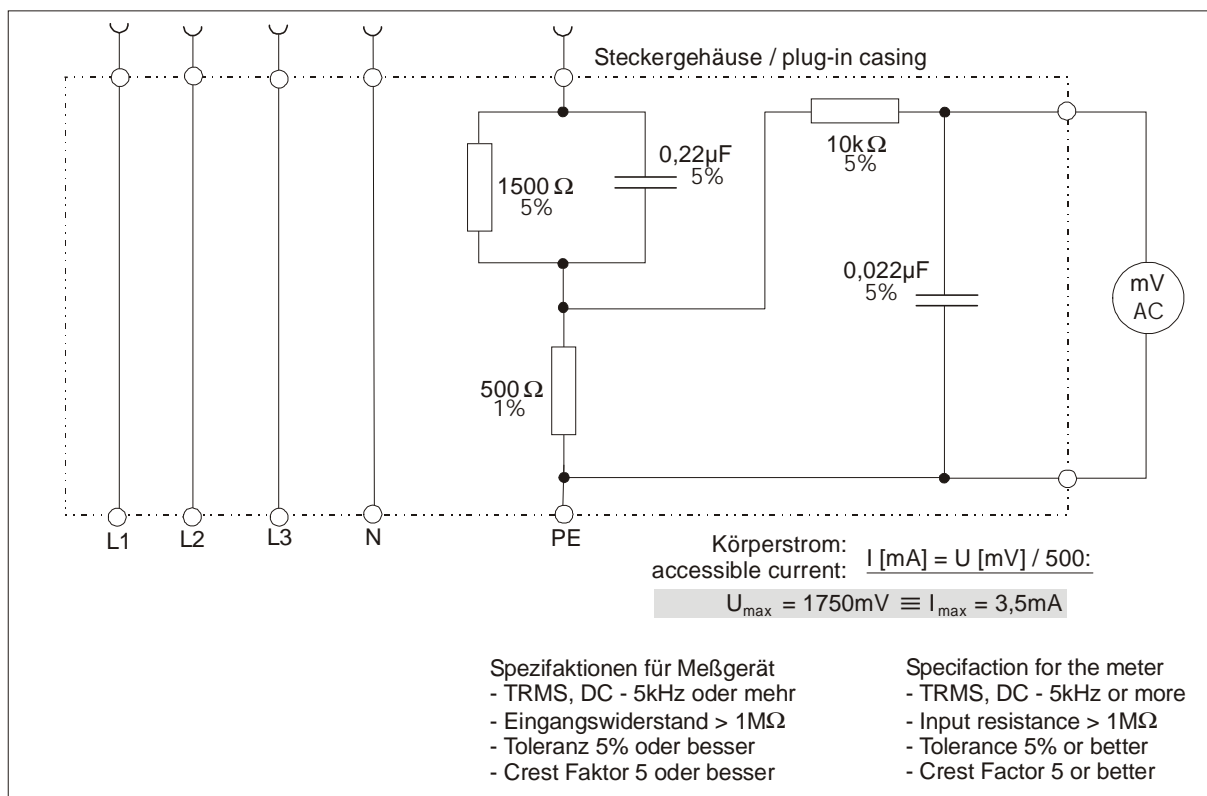 Steckergehäuse / plug-in casing
1500 Ω
5%
0,22µF
5%
10kΩ
5%
0,022µF
5%
mV
AC
500 Ω
1%
L1
L2
L3
N
PE
Körperstrom:
accessible current:
I [mA] = U [mV] / 500:
Umax = 1750mV ≡ Imax = 3,5mA
Spezifaktionen für Meßgerät
- TRMS, DC - 5kHz oder mehr
- Eingangswiderstand > 1MΩ
- Toleranz 5% oder besser
- Crest Faktor 5 oder besser
Specifaction for the meter
- TRMS, DC - 5kHz or more
- Input resistance > 1MΩ
- Tolerance 5% or better
- Crest Factor 5 or better